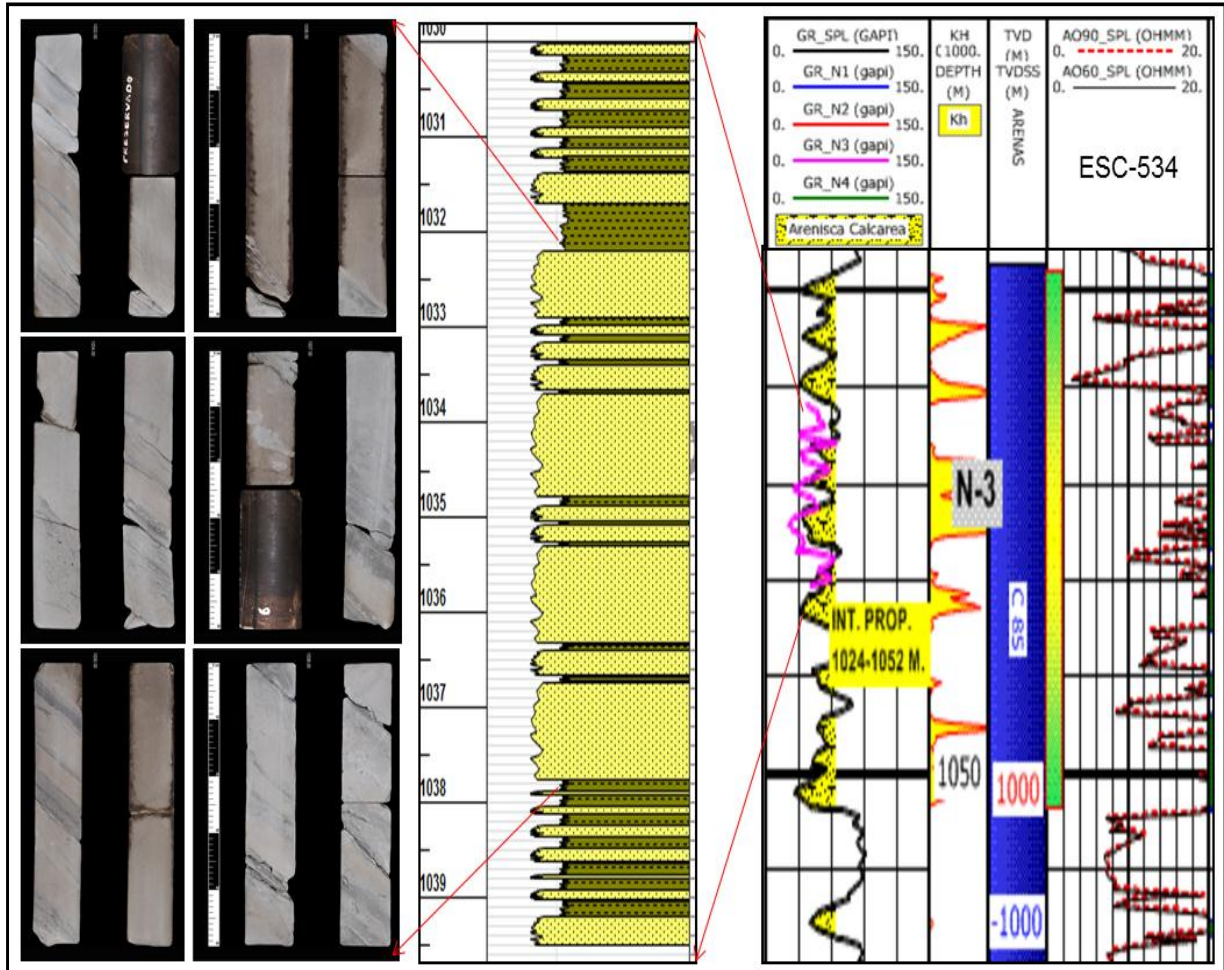 PRESERVADO
6
1030
1031
1032
1033
1034
1035
1036
1037
1038
1039
GR_SPL (GAPI)
0. 150.
GR_N1 (gapi)
0. 150.
GR_N2 (gapi)
0. 150.
GR_N3 (gapi)
0. 150.
GR_N4 (gapi)
0. 150.
Arenisca Calcarea
KH
(1000.
DEPTH
(M)
Kh
TVD
(M)
TVDSS
(M)
ARENAS
AO90_SPL (OHMM)
0. 20.
AO60_SPL (OHMM)
0. 20.
ESC-534
N-3
C 85
INT. PROP.
1024-1052 M.
1050
1000
-1000